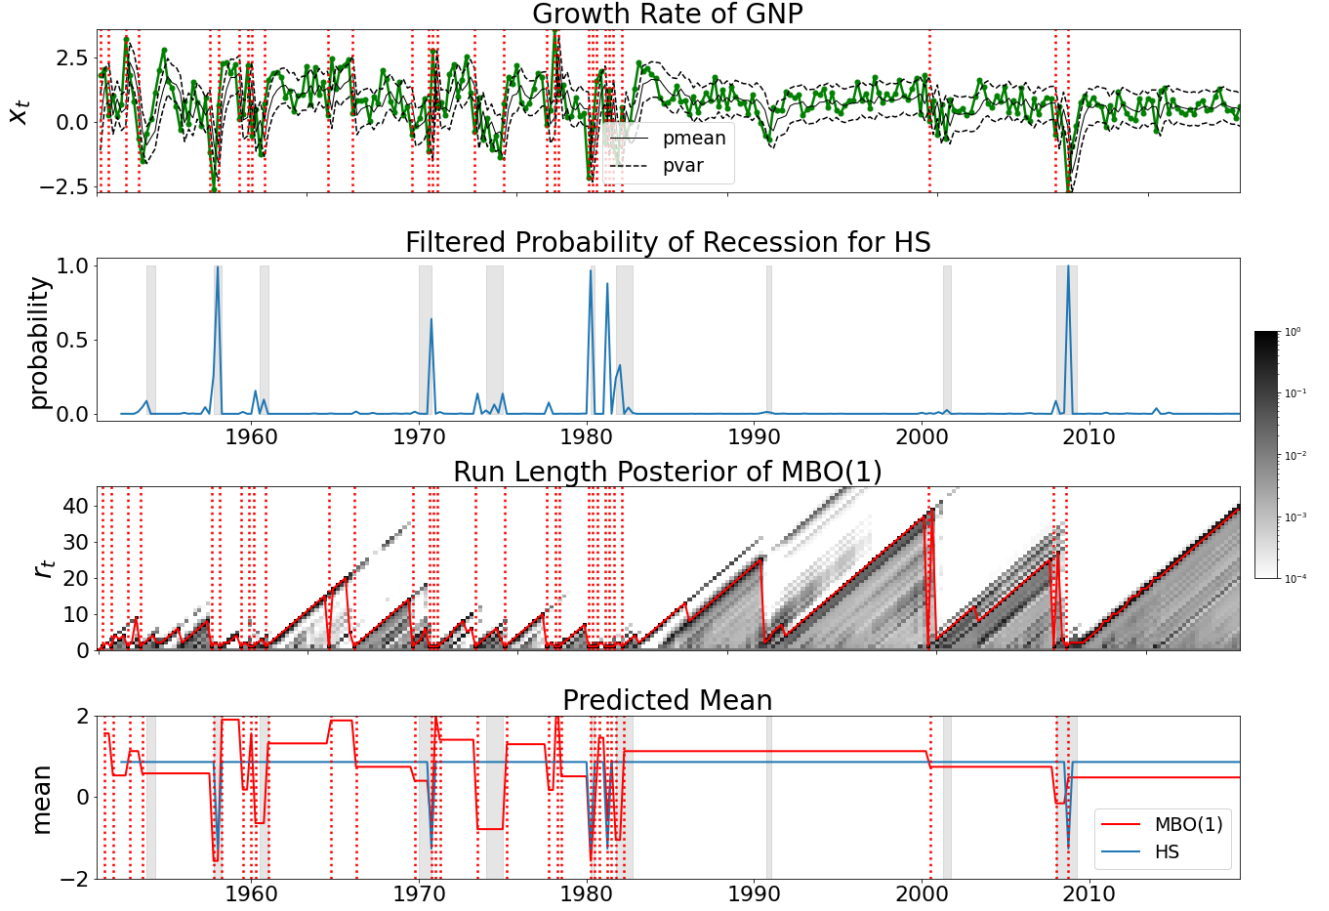 Growth Rate of GNP
x_t
2.5
0.0
−2.5
pmean
pvar
Filtered Probability of Recession for HS
probability
1.0
0.5
0.0
1960 1970 1980 1990 2000 2010
10⁰
10⁻¹
10⁻²
10⁻³
10⁻⁴
Run Length Posterior of MBO(1)
r_t
40
30
20
10
0
Predicted Mean
mean
2
0
−2
MBO(1)
HS
1960 1970 1980 1990 2000 2010